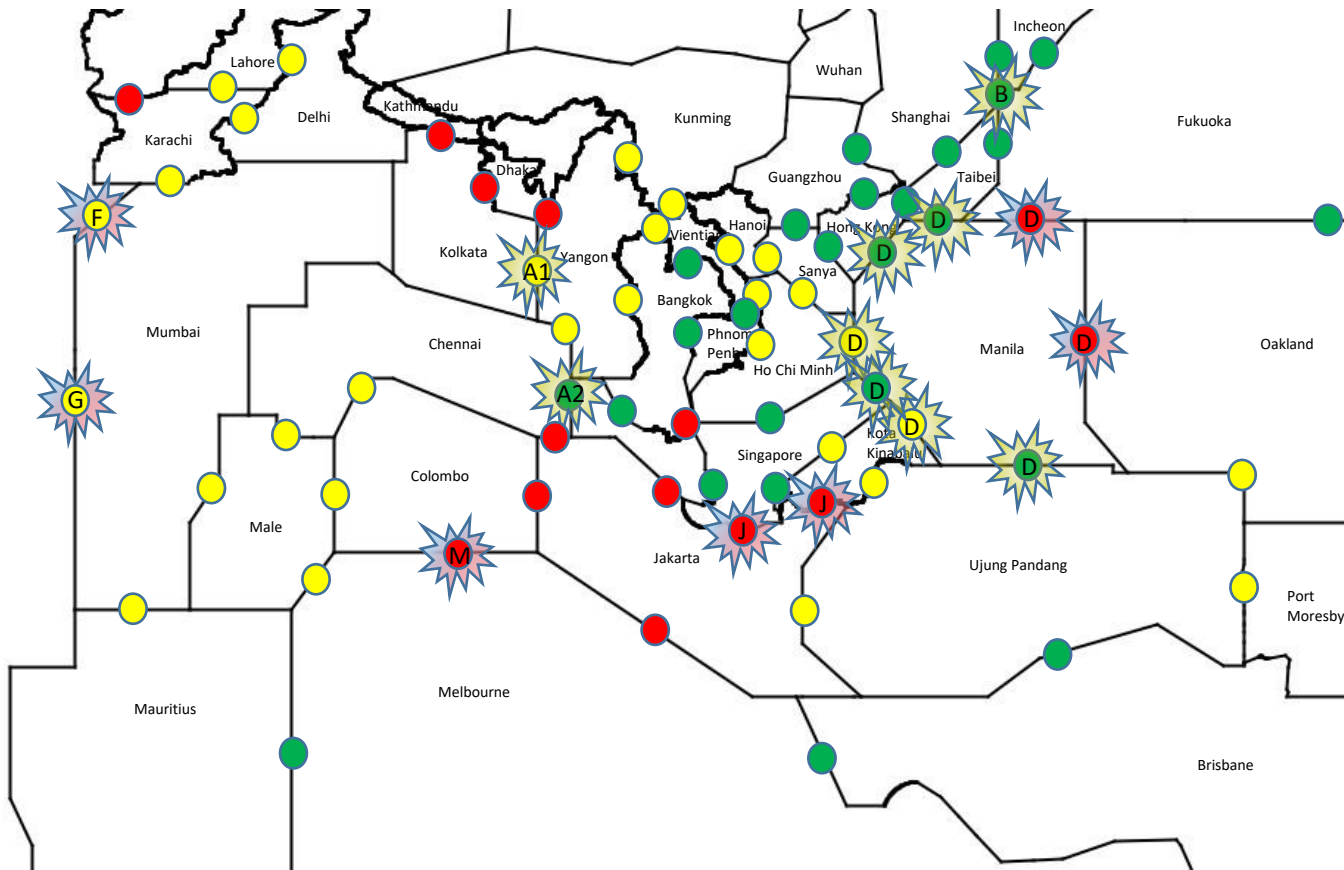 Incheon
Lahore
Wuhan
B
Kathmandu
Delhi
Kunming
Shanghai
Fukuoka
Karachi
Dhaka
Guangzhou
Taibei
F
Hanoi
Hong Kong
D
D
Vientian
Kolkata
A1
Yangon
D
Sanya
Bangkok
Mumbai
Chennai
Phnom
Penh
D
Manila
D
Oakland
Ho Chi Minh
G
A2
D
D
Kota
Kinabalu
Singapore
D
Colombo
J
Male
J
M
Jakarta
Ujung Pandang
Port
Moresby
Melbourne
Mauritius
Brisbane